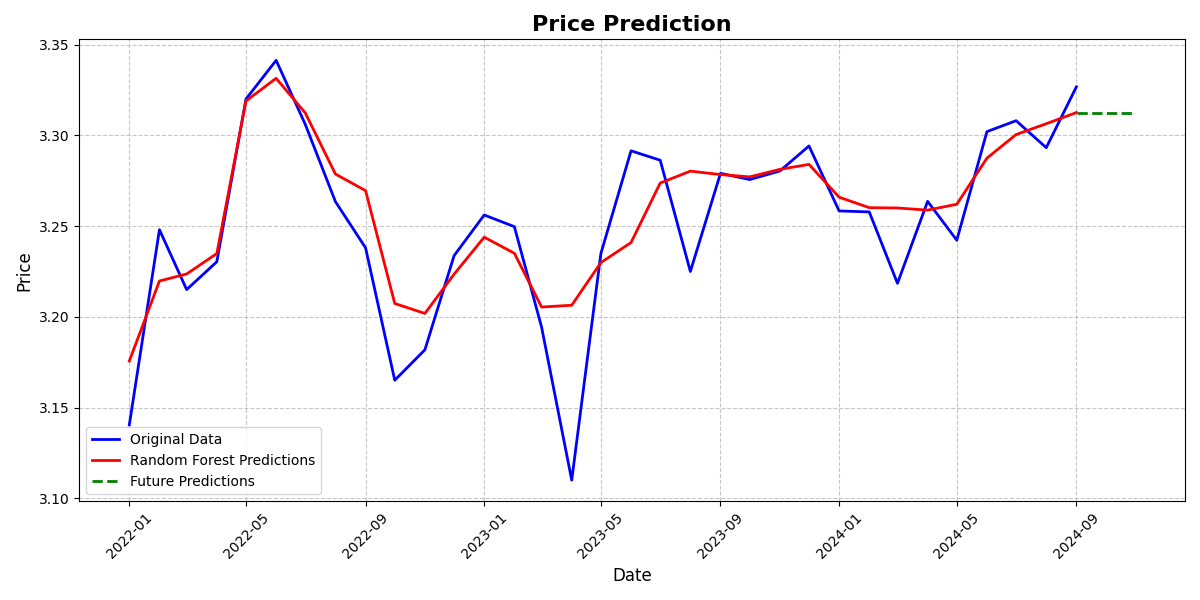 Price Prediction
Price
3.35
3.30
3.25
3.20
3.15
3.10
Original Data
Random Forest Predictions
Future Predictions
2022-01
2022-05
2022-09
2023-01
2023-05
2023-09
2024-01
2024-05
2024-09
Date